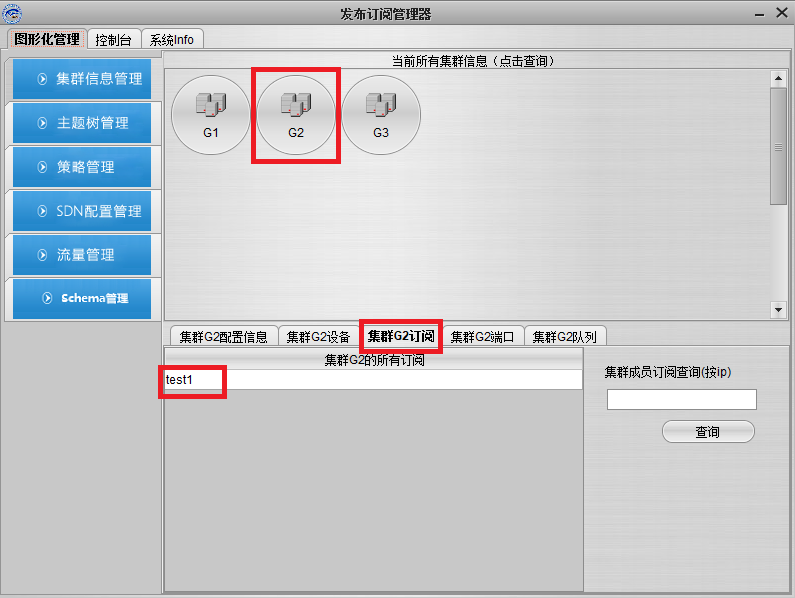 发布订阅管理器
图形化管理 控制台 系统Info
集群信息管理
主题树管理
策略管理
SDN配置管理
流量管理
Schema管理
当前所有集群信息（点击查询）
G1 G2 G3
集群G2配置信息 集群G2设备 集群G2订阅 集群G2端口 集群G2队列
集群G2的所有订阅
test1
集群成员订阅查询(按ip)
查询